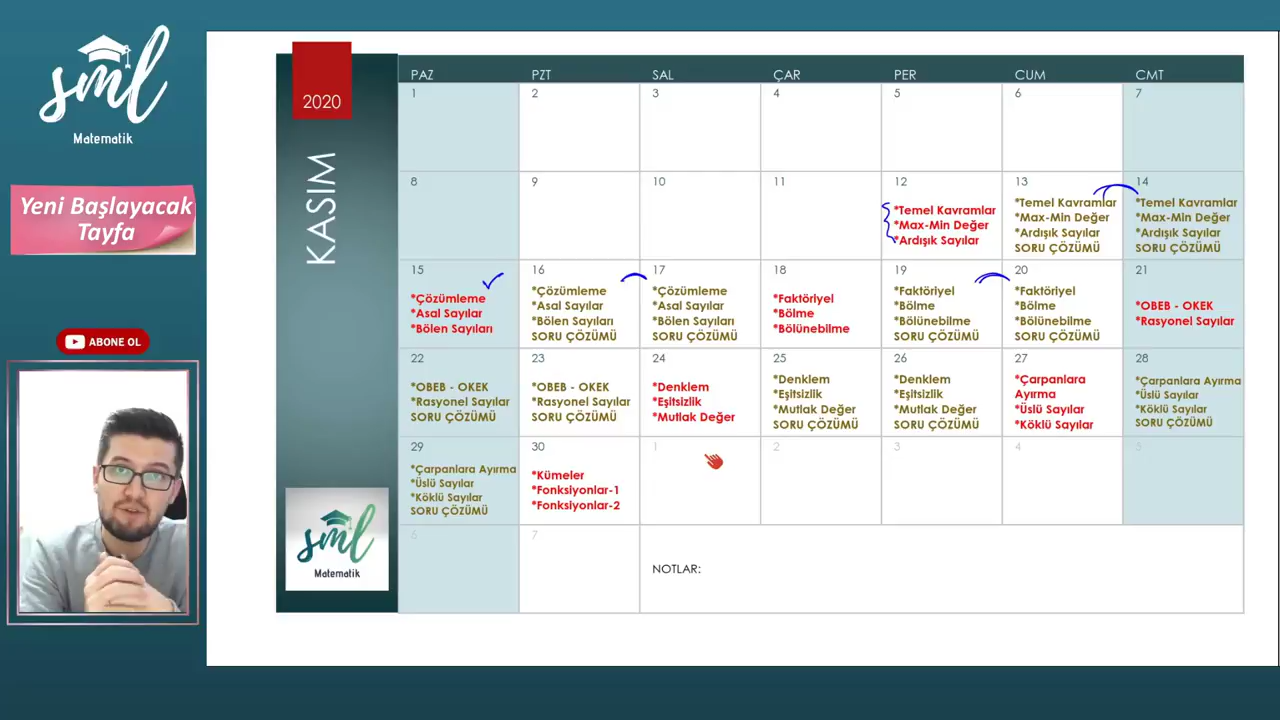 sml
Matematik
Yeni Başlayacak
Tayfa
ABONE OL
2020
KASIM
sml
Matematik
PAZ PZT SAL ÇAR PER CUM CMT
1 2 3 4 5 6 7
8 9 10 11
12
*Temel Kavramlar
*Max-Min Değer
*Ardışık Sayılar
13
*Temel Kavramlar
*Max-Min Değer
*Ardışık Sayılar
SORU ÇÖZÜMÜ
14
*Temel Kavramlar
*Max-Min Değer
*Ardışık Sayılar
SORU ÇÖZÜMÜ
15
*Çözümleme
*Asal Sayılar
*Bölen Sayıları
16
*Çözümleme
*Asal Sayılar
*Bölen Sayıları
SORU ÇÖZÜMÜ
17
*Çözümleme
*Asal Sayılar
*Bölen Sayıları
SORU ÇÖZÜMÜ
18
*Faktöriyel
*Bölme
*Bölünebilme
19
*Faktöriyel
*Bölme
*Bölünebilme
SORU ÇÖZÜMÜ
20
*Faktöriyel
*Bölme
*Bölünebilme
SORU ÇÖZÜMÜ
21
*OBEB - OKEK
*Rasyonel Sayılar
22
*OBEB - OKEK
*Rasyonel Sayılar
SORU ÇÖZÜMÜ
23
*OBEB - OKEK
*Rasyonel Sayılar
SORU ÇÖZÜMÜ
24
*Denklem
*Eşitsizlik
*Mutlak Değer
25
*Denklem
*Eşitsizlik
*Mutlak Değer
SORU ÇÖZÜMÜ
26
*Denklem
*Eşitsizlik
*Mutlak Değer
SORU ÇÖZÜMÜ
27
*Çarpanlara
Ayırma
*Üslü Sayılar
*Köklü Sayılar
28
*Çarpanlara Ayırma
*Üslü Sayılar
*Köklü Sayılar
SORU ÇÖZÜMÜ
29
*Çarpanlara Ayırma
*Üslü Sayılar
*Köklü Sayılar
SORU ÇÖZÜMÜ
30
*Kümeler
*Fonksiyonlar-1
*Fonksiyonlar-2
1 2 3 4 5
6 7
NOTLAR: